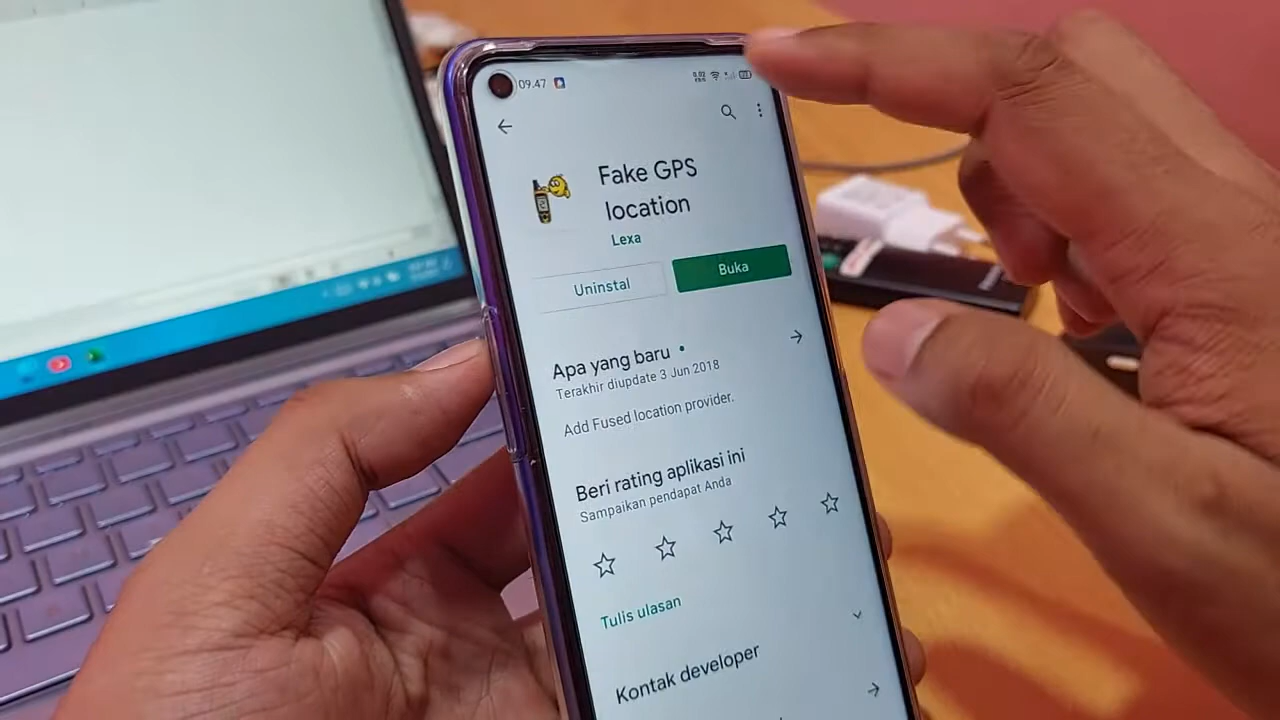 09.47
Fake GPS
location
Lexa
Uninstal
Buka
Apa yang baru
Terakhir diupdate 3 Jun 2018
Add Fused location provider.
Beri rating aplikasi ini
Sampaikan pendapat Anda
Tulis ulasan
Kontak developer